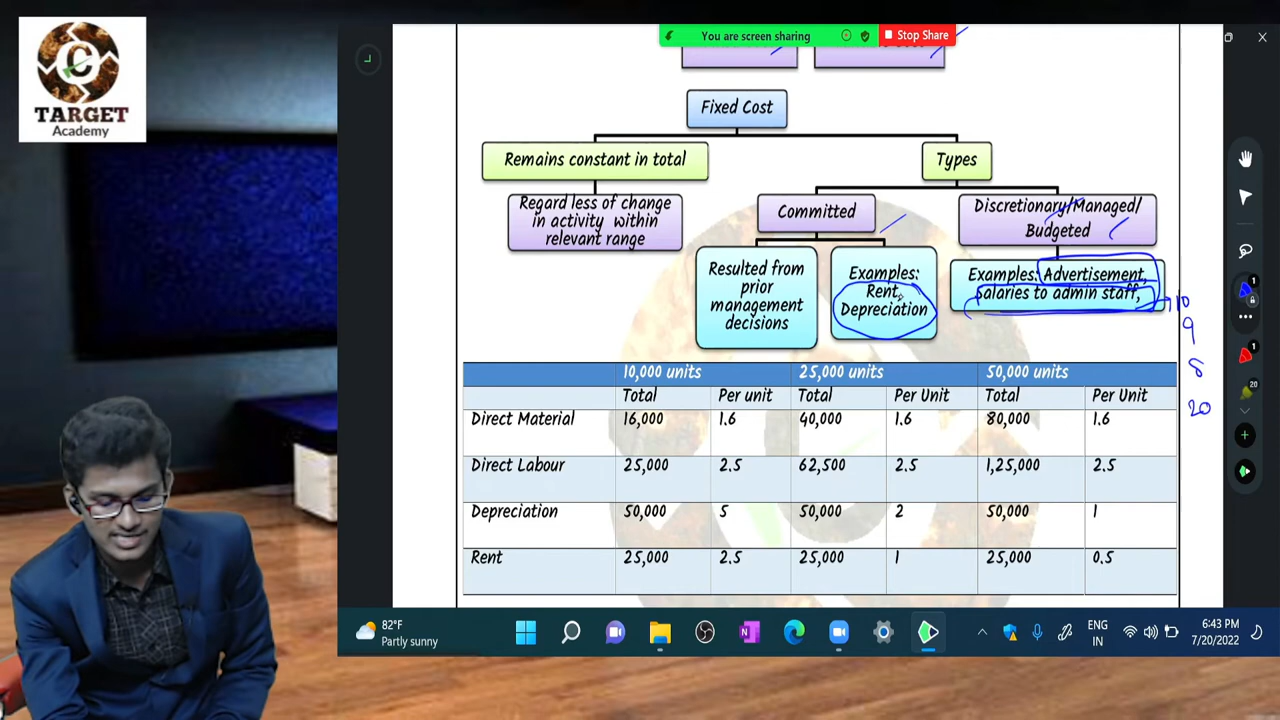 TARGET
Academy
You are screen sharing
Stop Share
Fixed Cost
Remains constant in total
Types
Regard less of change
in activity within
relevant range
Committed
Discretionary/Managed/
Budgeted
Resulted from
prior
management
decisions
Examples:
Rent,
Depreciation
Examples: Advertisement,
salaries to admin staff,
10
9
8
20
10,000 units 25,000 units 50,000 units
Total Per unit Total Per Unit Total Per Unit
Direct Material 16,000 1.6 40,000 1.6 80,000 1.6
Direct Labour 25,000 2.5 62,500 2.5 1,25,000 2.5
Depreciation 50,000 5 50,000 2 50,000 1
Rent 25,000 2.5 25,000 1 25,000 0.5
1
1
20
82°F
Partly sunny
ENG
IN
6:43 PM
7/20/2022